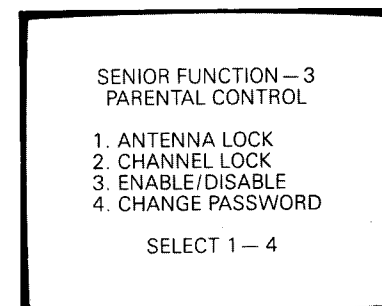 SENIOR FUNCTION — 3
PARENTAL CONTROL
1. ANTENNA LOCK
2. CHANNEL LOCK
3. ENABLE/DISABLE
4. CHANGE PASSWORD
SELECT 1 — 4